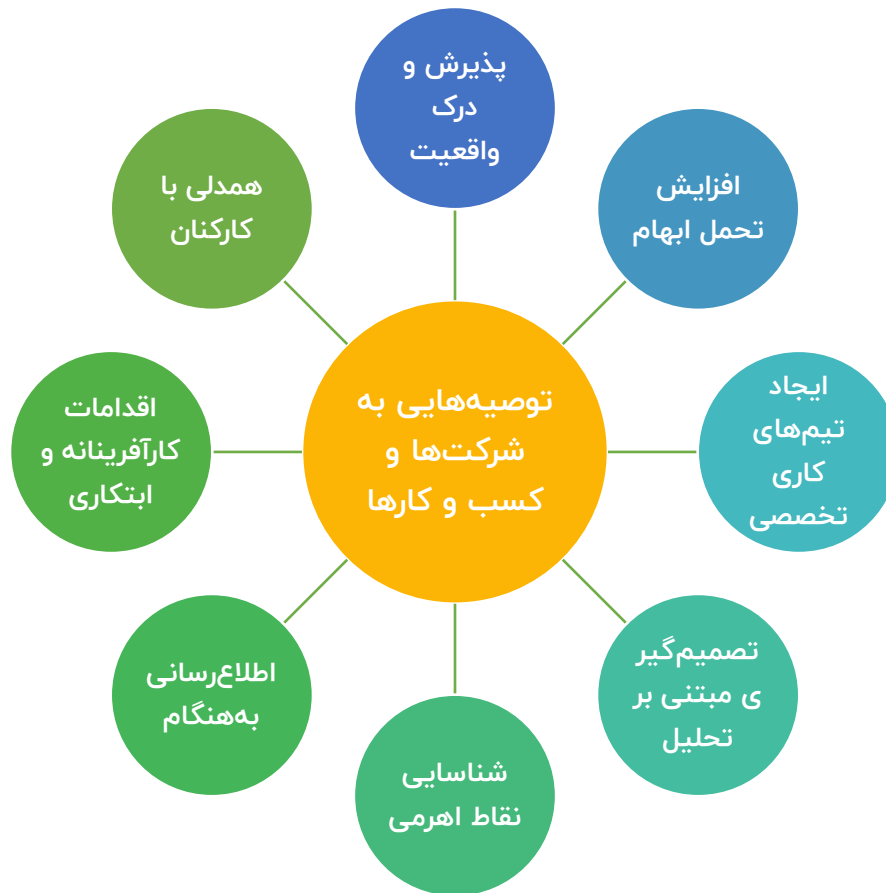 پذیرش و
درک
واقعیت
افزایش
تحمل ابهام
ایجاد
تیم‌های
کاری
تخصصی
تصمیم‌گیر
ی مبتنی بر
تحلیل
شناسایی
نقاط اهرمی
اطلاع‌رسانی
به‌هنگام
اقدامات
کارآفرینانه و
ابتکاری
همدلی با
کارکنان
توصیه‌هایی به
شرکت‌ها و
کسب و کارها